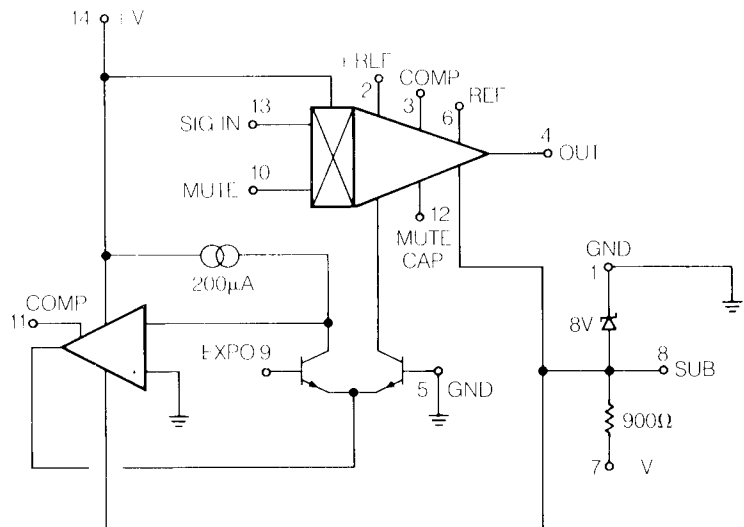 14
+V
IREF
2
COMP
3
REF
6
13
SIG IN
4
OUT
10
MUTE
12
MUTE
CAP
200μA
GND
1
COMP
11
8V
8
SUB
EXPO 9
5
GND
900Ω
7
V